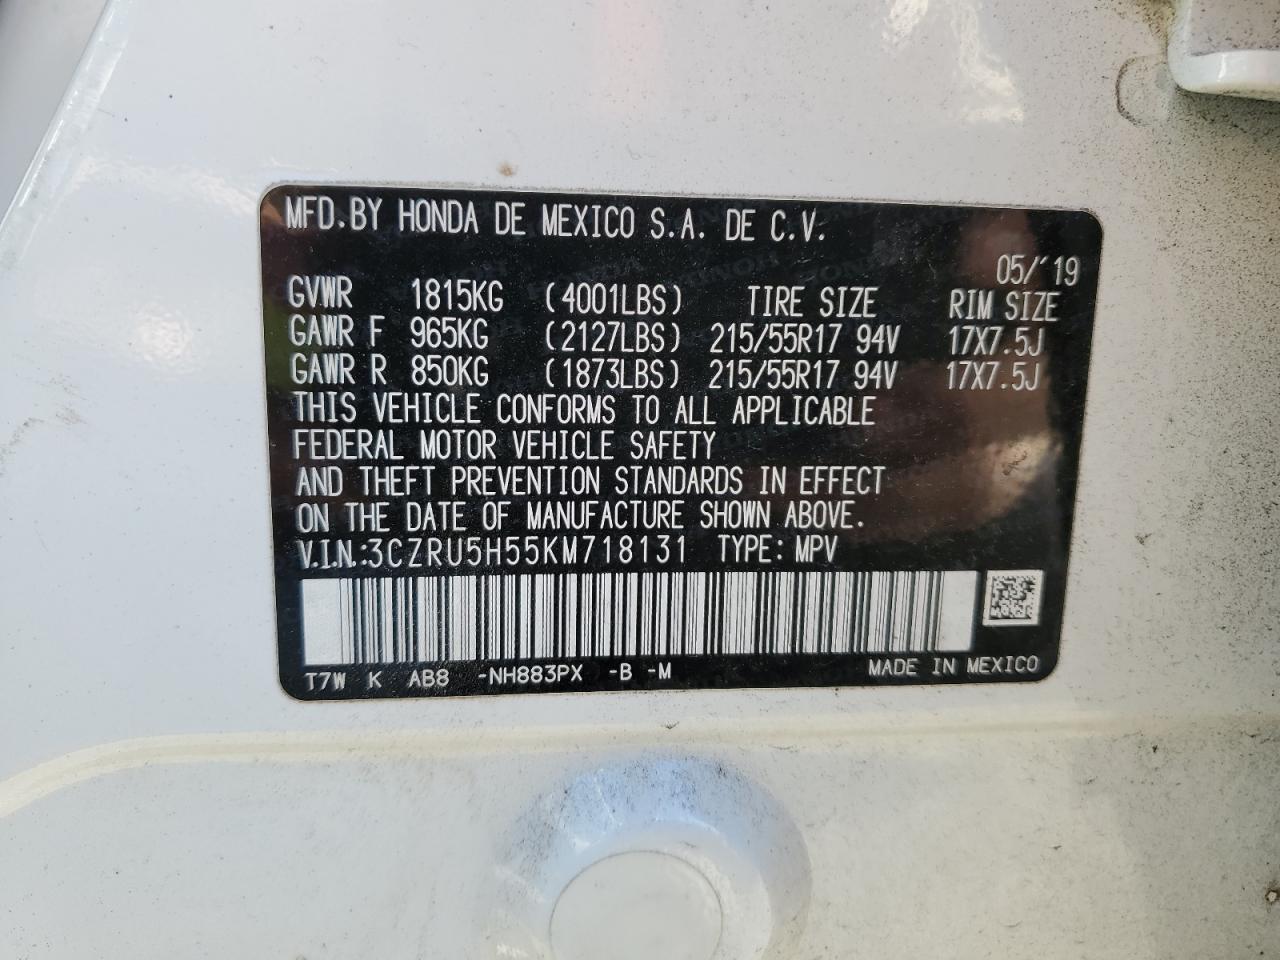 MFD.BY HONDA DE MEXICO S.A. DE C.V.
05/'19
GVWR 1815KG (4001LBS) TIRE SIZE RIM SIZE
GAWR F 965KG (2127LBS) 215/55R17 94V 17X7.5J
GAWR R 850KG (1873LBS) 215/55R17 94V 17X7.5J
THIS VEHICLE CONFORMS TO ALL APPLICABLE
FEDERAL MOTOR VEHICLE SAFETY
AND THEFT PREVENTION STANDARDS IN EFFECT
ON THE DATE OF MANUFACTURE SHOWN ABOVE.
V.I.N.:3CZRU5H55KM718131 TYPE: MPV
T7W K AB8 -NH883PX -B -M MADE IN MEXICO